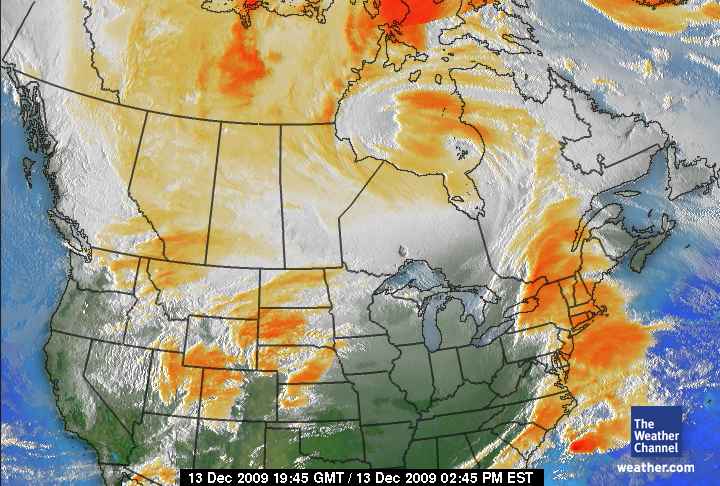 The
Weather
Channel
weather.com
13 Dec 2009 19:45 GMT / 13 Dec 2009 02:45 PM EST